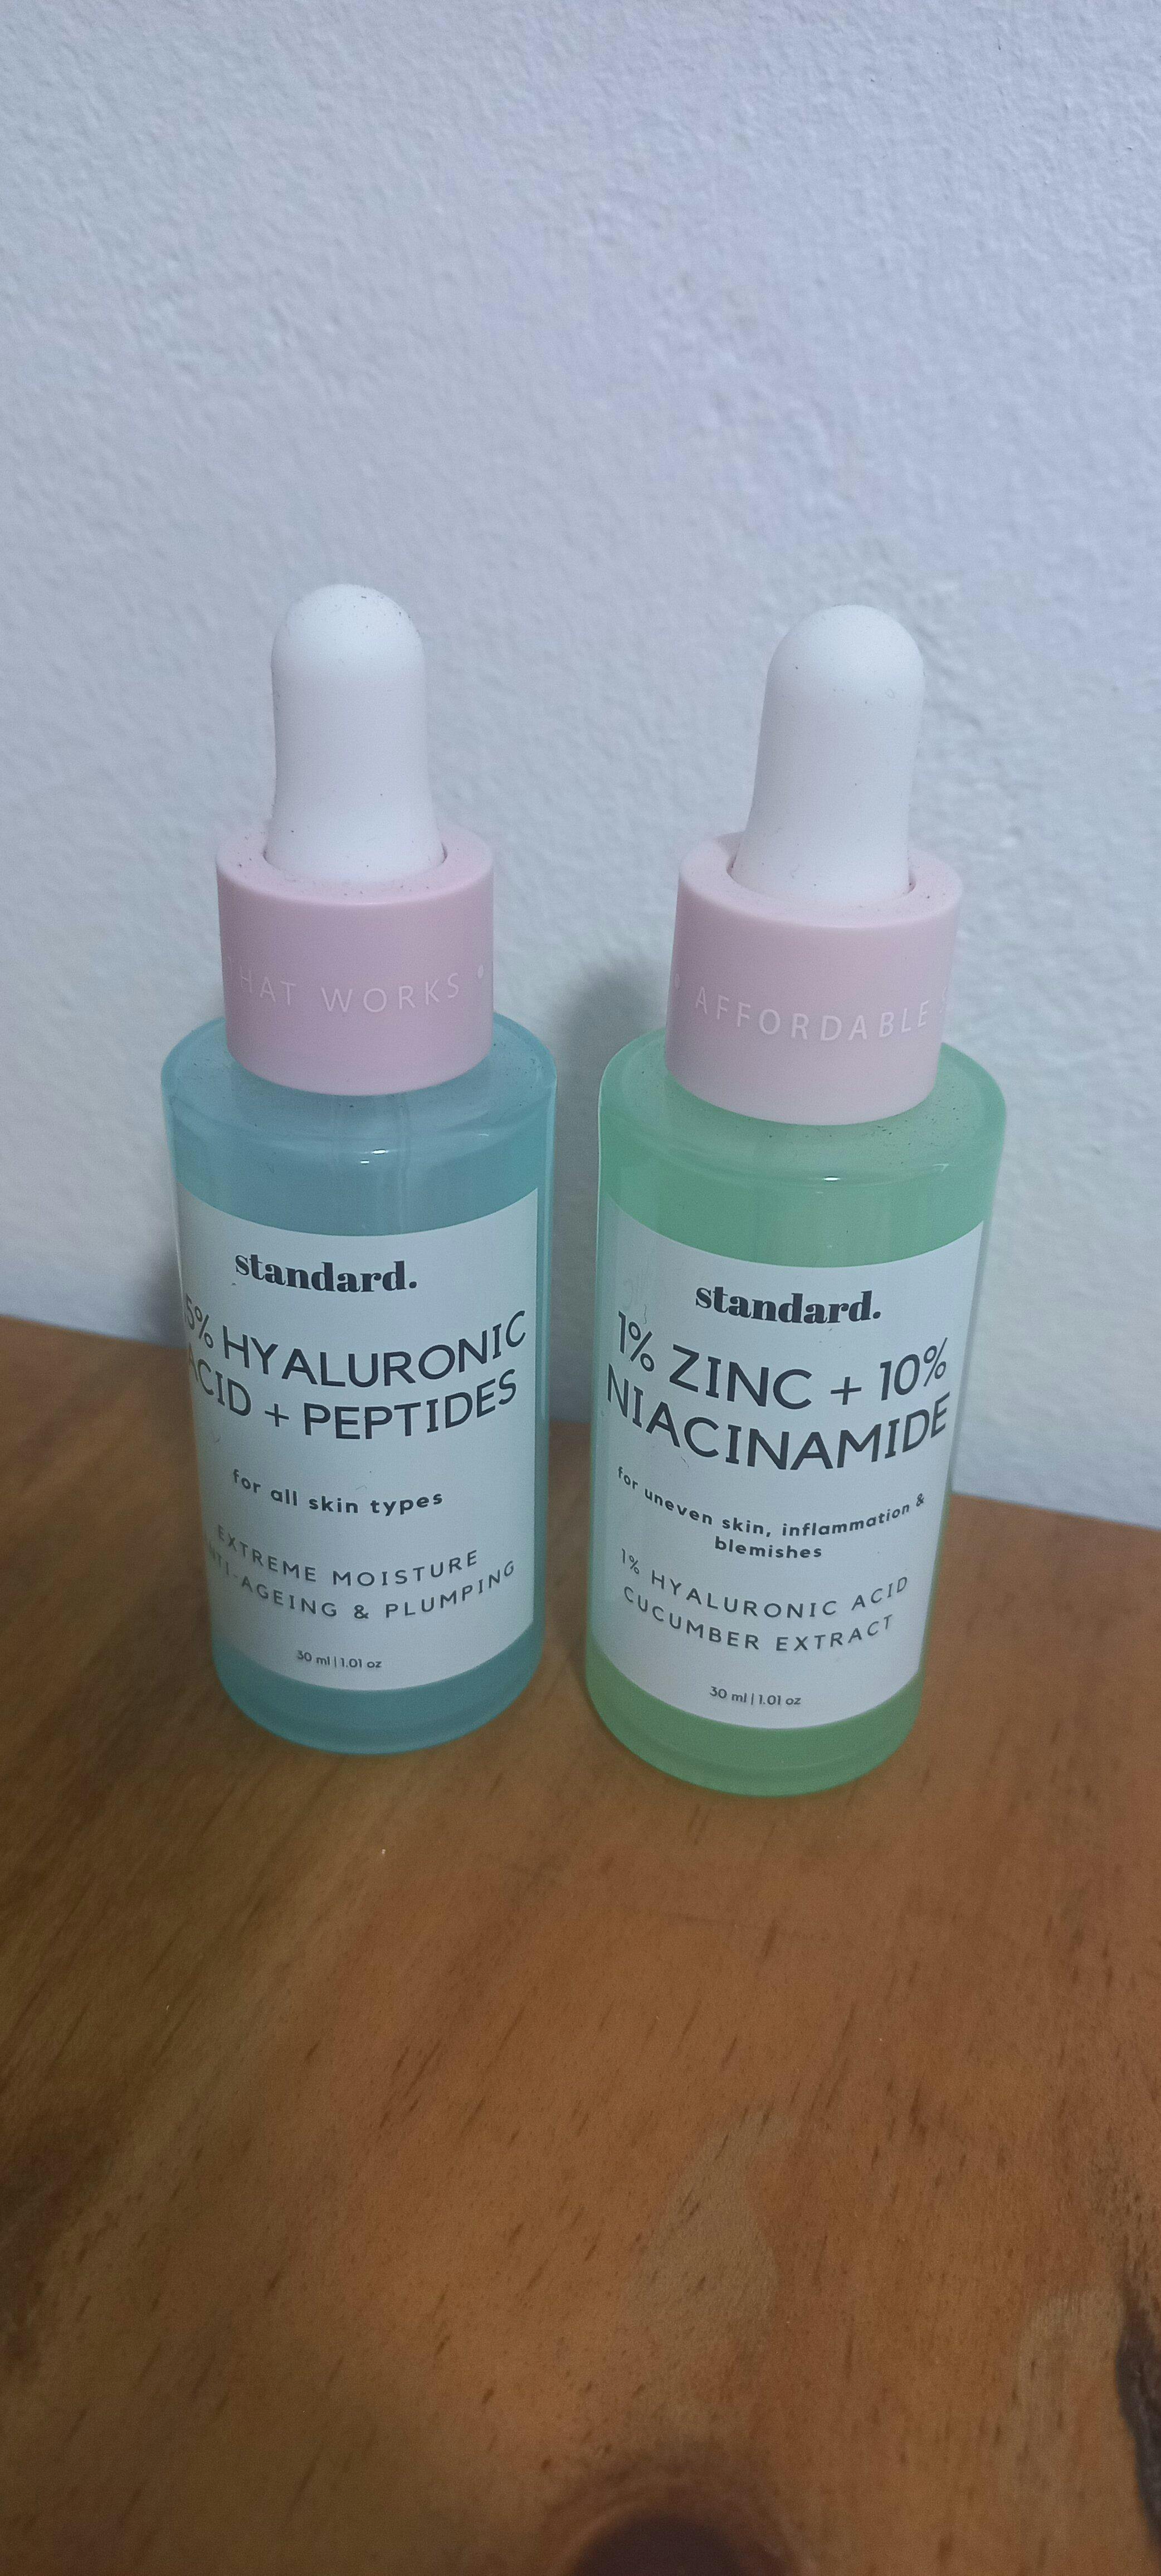 THAT WORKS •
standard.
5% HYALURONIC
ACID + PEPTIDES
for all skin types
EXTREME MOISTURE
ANTI-AGEING & PLUMPING
30 ml | 1.01 oz
• AFFORDABLE
standard.
1% ZINC + 10%
NIACINAMIDE
for uneven skin, inflammation &
blemishes
1% HYALURONIC ACID
CUCUMBER EXTRACT
30 ml | 1.01 oz